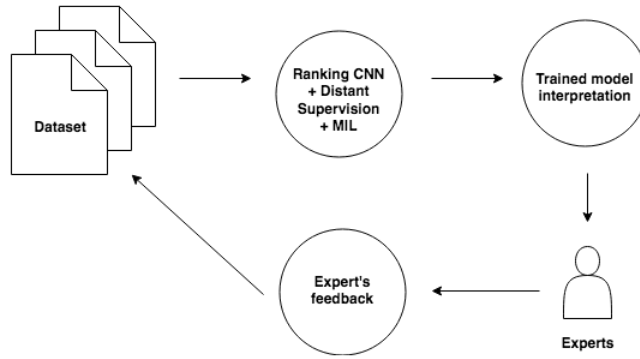 Dataset
Ranking CNN
+ Distant
Supervision
+ MIL
Trained model
interpretation
Experts
Expert's
feedback